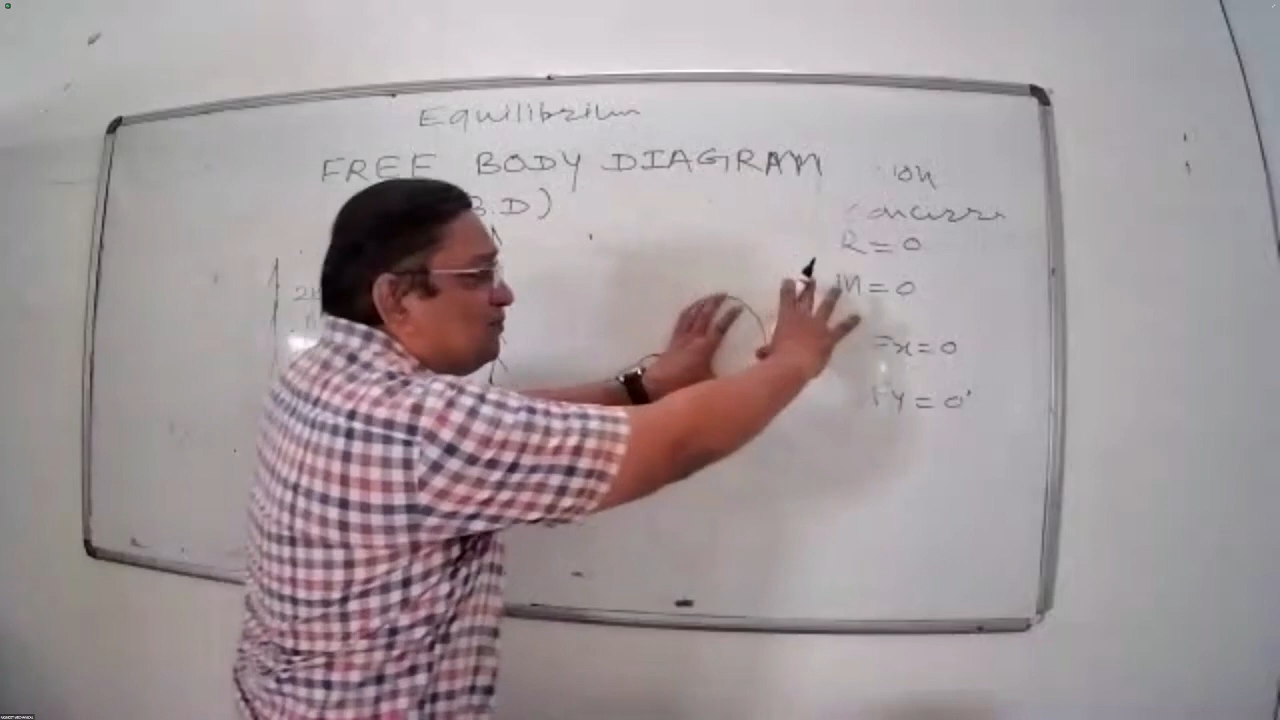 Equilibrium
FREE BODY DIAGRAM
B.D)
R = 0
M = 0
Fx = 0
Fy = 0